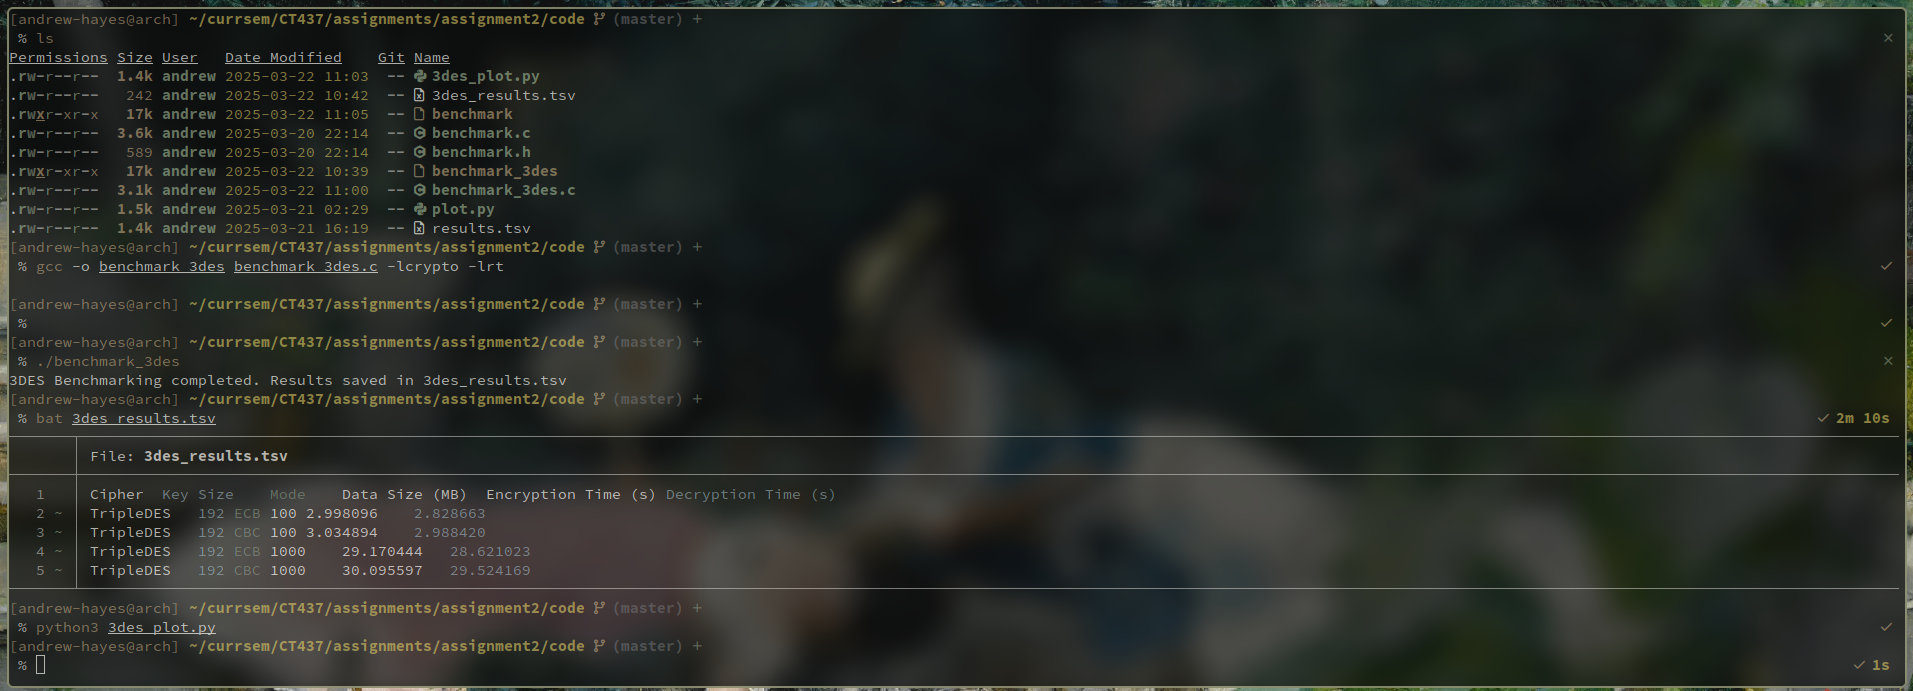 [andrew-hayes@arch] ~/currsem/CT437/assignments/assignment2/code (master) +
% ls
Permissions Size User Date Modified Git Name
.rw-r--r-- 1.4k andrew 2025-03-22 11:03 -- 3des_plot.py
.rw-r--r-- 242 andrew 2025-03-22 10:42 -- 3des_results.tsv
.rwxr-xr-x 17k andrew 2025-03-22 11:05 -- benchmark
.rw-r--r-- 3.6k andrew 2025-03-20 22:14 -- benchmark.c
.rw-r--r-- 589 andrew 2025-03-20 22:14 -- benchmark.h
.rwxr-xr-x 17k andrew 2025-03-22 10:39 -- benchmark_3des
.rw-r--r-- 3.1k andrew 2025-03-22 11:00 -- benchmark_3des.c
.rw-r--r-- 1.5k andrew 2025-03-21 02:29 -- plot.py
.rw-r--r-- 1.4k andrew 2025-03-21 16:19 -- results.tsv
[andrew-hayes@arch] ~/currsem/CT437/assignments/assignment2/code (master) +
% gcc -o benchmark_3des benchmark_3des.c -lcrypto -lrt ✓
[andrew-hayes@arch] ~/currsem/CT437/assignments/assignment2/code (master) +
% ✓
[andrew-hayes@arch] ~/currsem/CT437/assignments/assignment2/code (master) +
% ./benchmark_3des
3DES Benchmarking completed. Results saved in 3des_results.tsv
[andrew-hayes@arch] ~/currsem/CT437/assignments/assignment2/code (master) +
% bat 3des_results.tsv ✓ 2m 10s
File: 3des_results.tsv
1 Cipher Key Size Mode Data Size (MB) Encryption Time (s) Decryption Time (s)
2 ~ TripleDES 192 ECB 100 2.998096 2.828663
3 ~ TripleDES 192 CBC 100 3.034894 2.988420
4 ~ TripleDES 192 ECB 1000 29.170444 28.621023
5 ~ TripleDES 192 CBC 1000 30.095597 29.524169
[andrew-hayes@arch] ~/currsem/CT437/assignments/assignment2/code (master) +
% python3 3des_plot.py ✓
[andrew-hayes@arch] ~/currsem/CT437/assignments/assignment2/code (master) +
% ✓ 1s